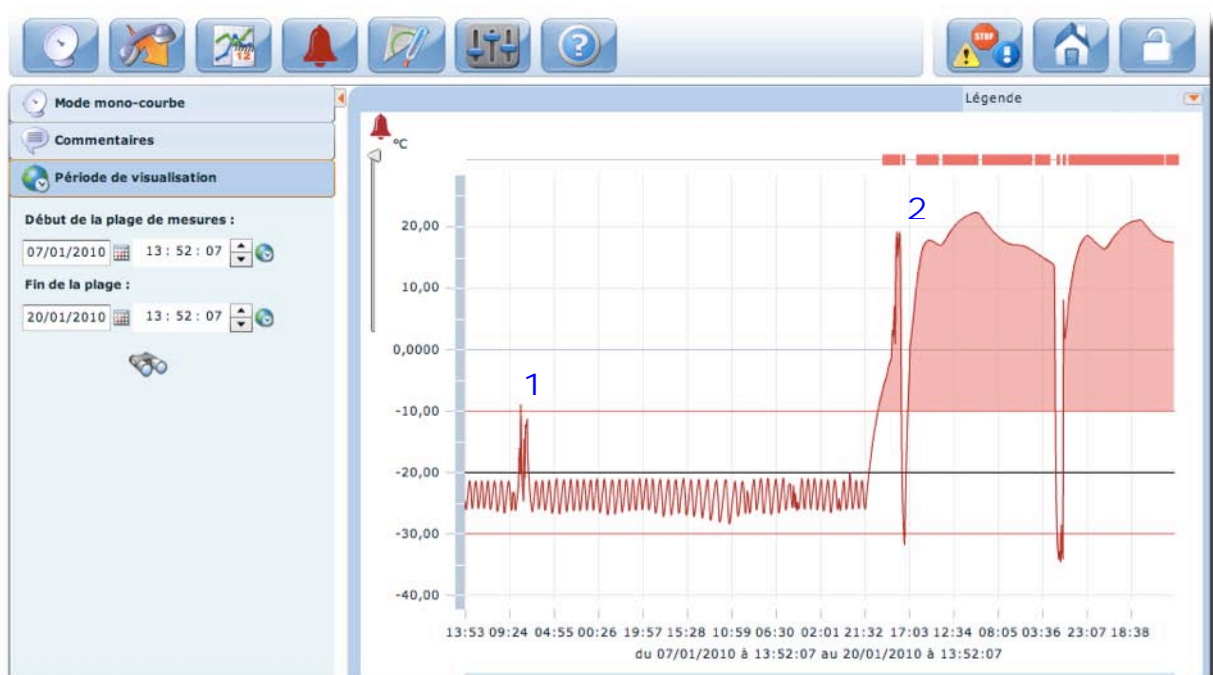 STOP
12
?
Mode mono-courbe
Commentaires
Période de visualisation
Début de la plage de mesures :
07/01/2010 13 : 52 : 07
Fin de la plage :
20/01/2010 13 : 52 : 07
Légende
°C
20,00
10,00
0,0000
-10,00
-20,00
-30,00
-40,00
1
2
13:53 09:24 04:55 00:26 19:57 15:28 10:59 06:30 02:01 21:32 17:03 12:34 08:05 03:36 23:07 18:38
du 07/01/2010 à 13:52:07 au 20/01/2010 à 13:52:07